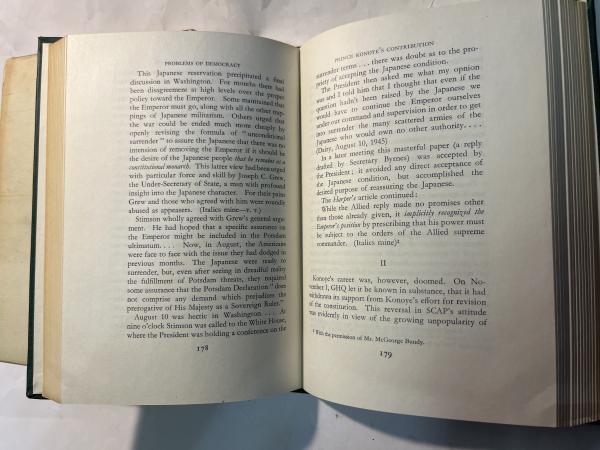 PROBLEMS OF DEMOCRACY
This Japanese reservation precipitated a final
discussion in Washington. For months there had
been disagreement at high levels over the proper
policy toward the Emperor. Some maintained that
the Emperor must go, along with all the other trap-
pings of Japanese militarism. Others urged that
the war could be ended much more cheaply by
openly revising the formula of "unconditional
surrender" to assure the Japanese that there was no
intension of removing the Emperor if it should be
the desire of the Japanese people that he remain as a
constitutional monarch. This latter view had been urged
with particular force and skill by Joseph C. Grew,
the Under-Secretary of State, a man with profound
insight into the Japanese character. For their pains
Grew and those who agreed with him were roundly
abused as appeasers. (Italics mine—v. r.)
Stimson wholly agreed with Grew's general argu-
ment. He had hoped that a specific assurance on
the Emperor might be included in the Potsdam
ultimatum.... Now, in August, the Americans
were face to face with the issue they had dodged in
previous months. The Japanese were ready to
surrender, but, even after seeing in dreadful reality
the fulfillment of Potsdam threats, they required
some assurance that the Potsdam Declaration "does
not comprise any demand which prejudices the
prerogative of His Majesty as a Sovereign Ruler."
August 10 was hectic in Washington.... At
nine o'clock Stimson was called to the White House,
where the President was holding a conference on the
178
PRINCE KONOYE'S CONTRIBUTION
surrender terms ... there was doubt as to the pro-
priety of accepting the Japanese condition.
The President then asked me what my opnion
was and I told him that I thought that even if the
question hadn't been raised by the Japanese we
would have to continue the Emperor ourselves
under out command and supervision in order to get
into surrender the many scattered armies of the
Japanese who would own no other authority....
(Dairy, August 10, 1945)
In a later meeting this masterful paper (a reply
drafted by Secretary Byrnes) was accepted by
the President; it avoided any direct acceptance of
the Japanese condition, but accomplished the
desired purpose of reassuring the Japanese.
The Harper's article continued:
While the Allied reply made no promises other
than those already given, it implicitly recognized the
Emperor's position by prescribing that his power must
be subject to the orders of the Allied supreme
commander. (Italics mine)¹
II
Konoye's career was, however, doomed. On No-
vember 1, GHQ let it be known in substance, that it had
withdrawn its support from Konoye's effort for revision
of the constitution. This reversal in SCAP's attitude
was evidently in view of the growing unpopularity of
¹ With the permission of Mr. McGeorge Bundy.
179